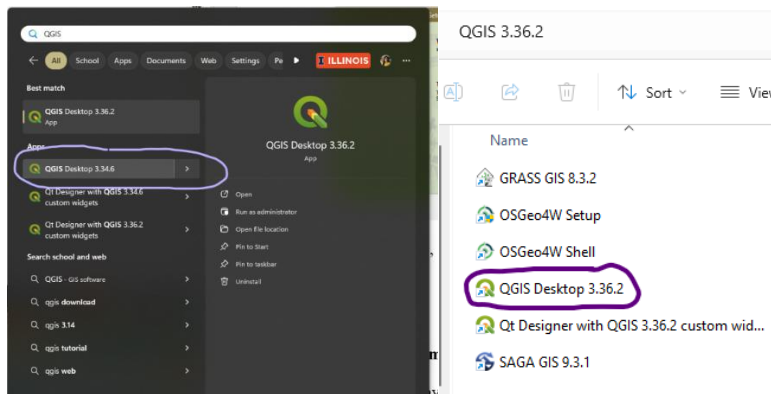 QGIS
All School Apps Documents Web Settings Pe ILLINOIS ...
Best match
QGIS Desktop 3.36.2
App
Apps
QGIS Desktop 3.34.6
Qt Designer with QGIS 3.34.6
custom widgets
Qt Designer with QGIS 3.36.2
custom widgets
Search school and web
QGIS - GIS software
qgis download
qgis 3.14
qgis tutorial
qgis web
QGIS Desktop 3.36.2
App
Open
Run as administrator
Open file location
Pin to Start
Pin to taskbar
Uninstall
QGIS 3.36.2
Sort
Name
GRASS GIS 8.3.2
OSGeo4W Setup
OSGeo4W Shell
QGIS Desktop 3.36.2
Qt Designer with QGIS 3.36.2 custom wid...
SAGA GIS 9.3.1